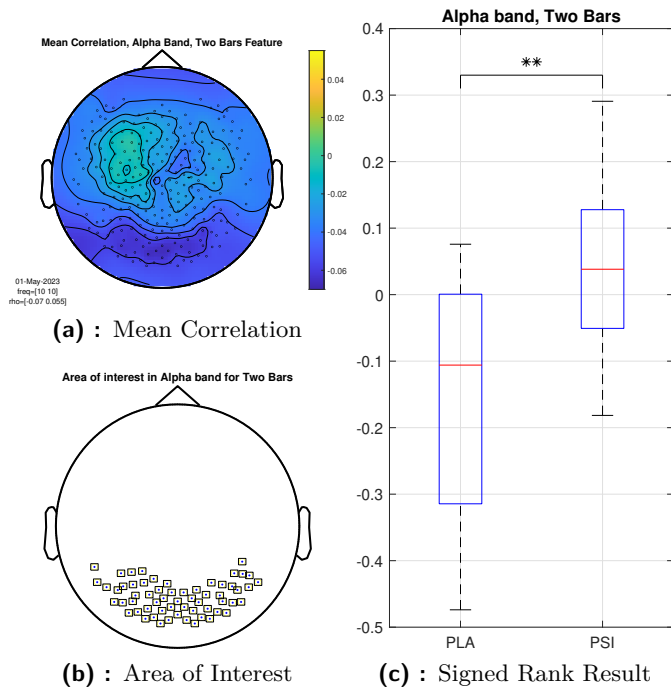 Mean Correlation, Alpha Band, Two Bars Feature
0.04
0.02
0
-0.02
-0.04
-0.06
01-May-2023
freq=[10 10]
rho=[-0.07 0.055]
(a) : Mean Correlation
Area of interest in Alpha band for Two Bars
(b) : Area of Interest
Alpha band, Two Bars
**
0.4
0.3
0.2
0.1
0
-0.1
-0.2
-0.3
-0.4
-0.5
PLA PSI
(c) : Signed Rank Result